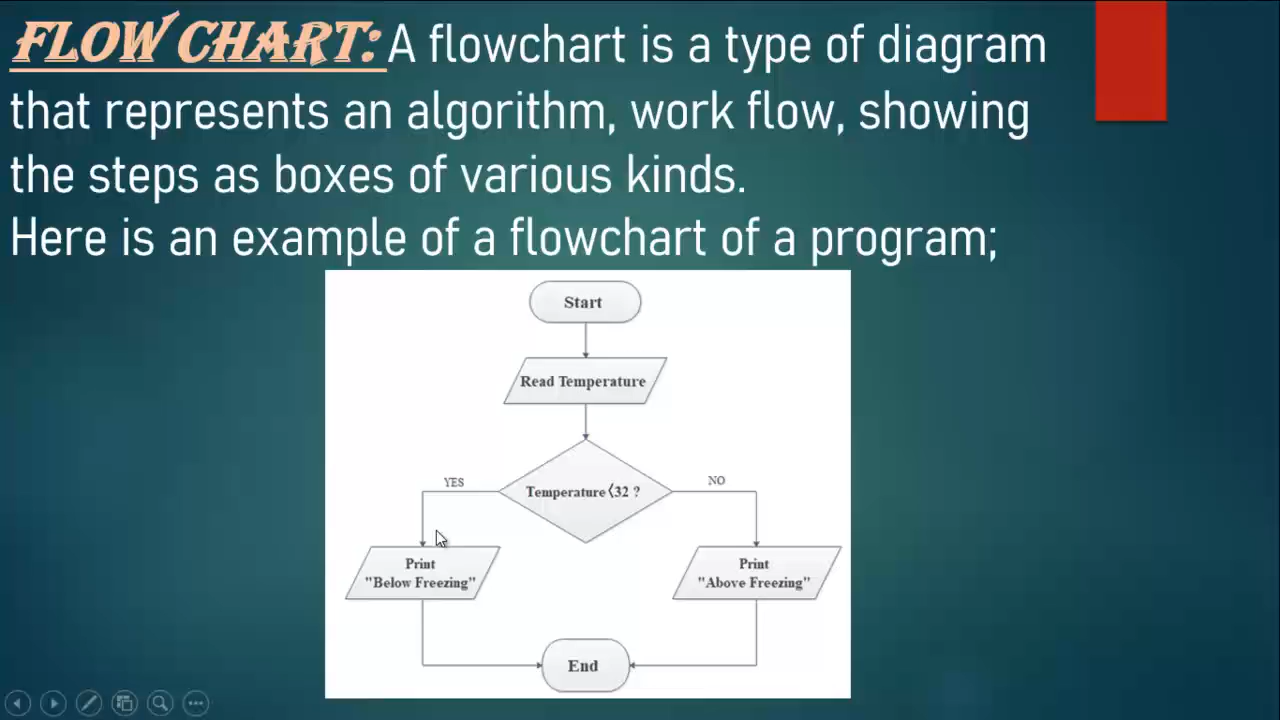 FLOW CHART: A flowchart is a type of diagram
that represents an algorithm, work flow, showing
the steps as boxes of various kinds.
Here is an example of a flowchart of a program;
Start
Read Temperature
Temperature<32 ?
YES
NO
Print
"Below Freezing"
Print
"Above Freezing"
End